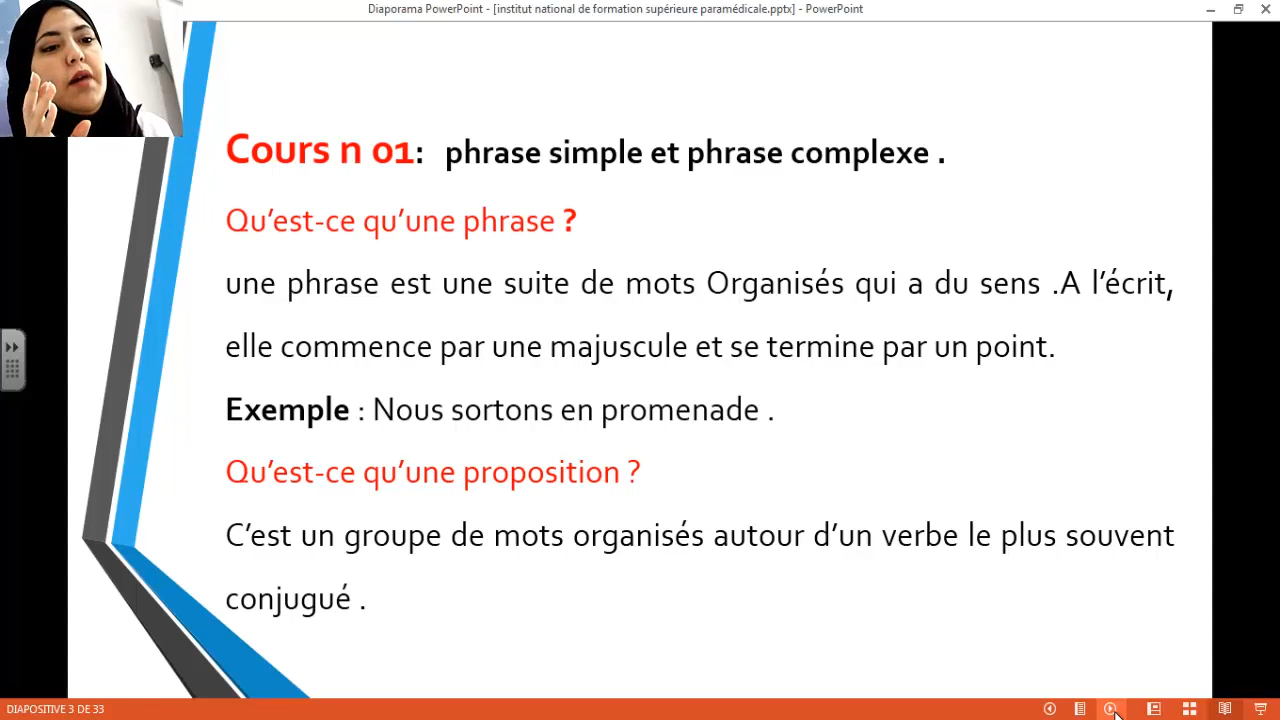 Diaporama PowerPoint - [institut national de formation supérieure paramédicale.pptx] - PowerPoint
Cours n 01: phrase simple et phrase complexe .
Qu’est-ce qu’une phrase ?
une phrase est une suite de mots Organisés qui a du sens .A l’écrit,
elle commence par une majuscule et se termine par un point.
Exemple : Nous sortons en promenade .
Qu’est-ce qu’une proposition ?
C’est un groupe de mots organisés autour d’un verbe le plus souvent
conjugué .
DIAPOSITIVE 3 DE 33